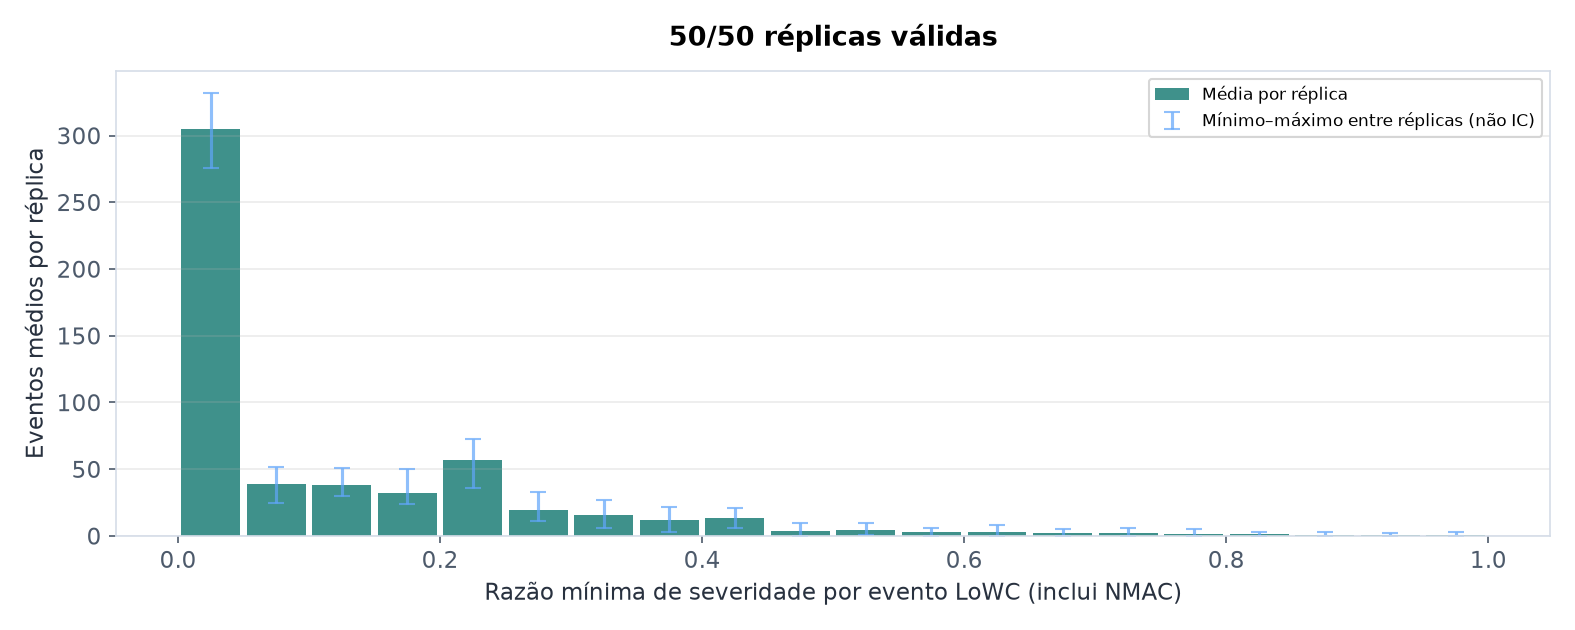 50/50 réplicas válidas
Média por réplica
Mínimo–máximo entre réplicas (não IC)
Eventos médios por réplica
300
250
200
150
100
50
0
0.0 0.2 0.4 0.6 0.8 1.0
Razão mínima de severidade por evento LoWC (inclui NMAC)